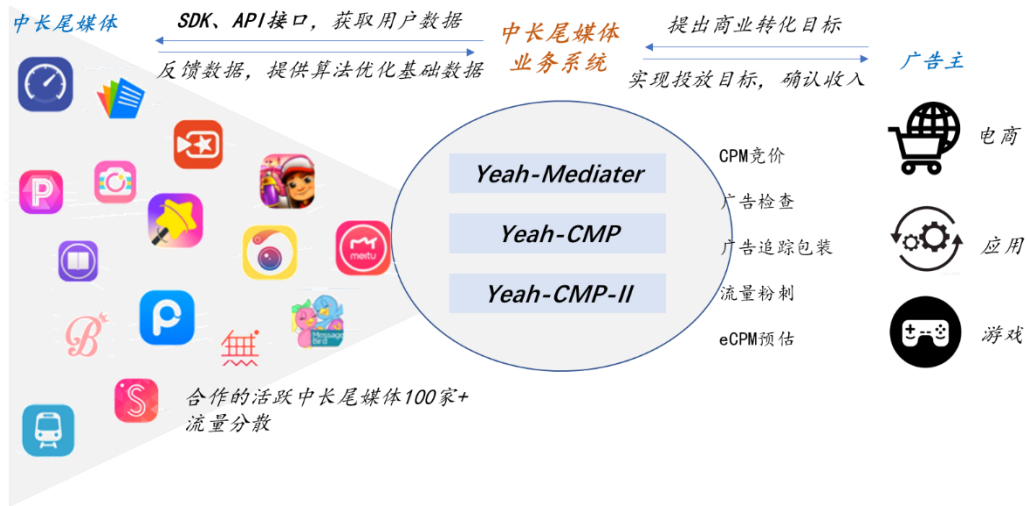 中长尾媒体
SDK、API接口，获取用户数据
反馈数据，提供算法优化基础数据
中长尾媒体
业务系统
提出商业转化目标
实现投放目标，确认收入
广告主
Yeah-Mediater
Yeah-CMP
Yeah-CMP-II
CPM竞价
广告检查
广告追踪包装
流量粉刺
eCPM预估
电商
应用
游戏
P
meitu
P
B
無
Message
Bird
S
合作的活跃中长尾媒体100家+
流量分散